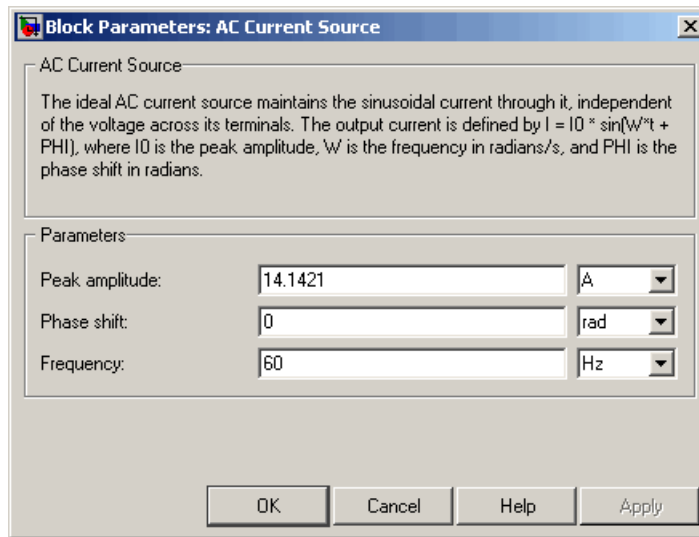 Block Parameters: AC Current Source
AC Current Source
The ideal AC current source maintains the sinusoidal current through it, independent
of the voltage across its terminals. The output current is defined by I = I0 * sin(W*t +
PHI), where I0 is the peak amplitude, W is the frequency in radians/s, and PHI is the
phase shift in radians.
Parameters
Peak amplitude: 14.1421 A
Phase shift: 0 rad
Frequency: 60 Hz
OK Cancel Help Apply